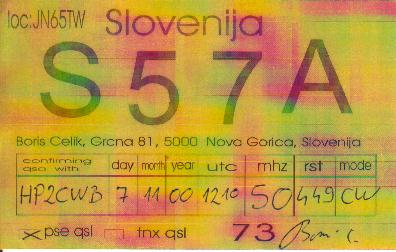 loc:JN65TW Slovenija
S57A
Boris Celik, Grcna 81, 5000 Nova Gorica, Slovenija
confirming qso with day month year utc mhz rst mode
HP2CWB 7 11 00 1210 50 449 CW
pse qsl tnx qsl 73